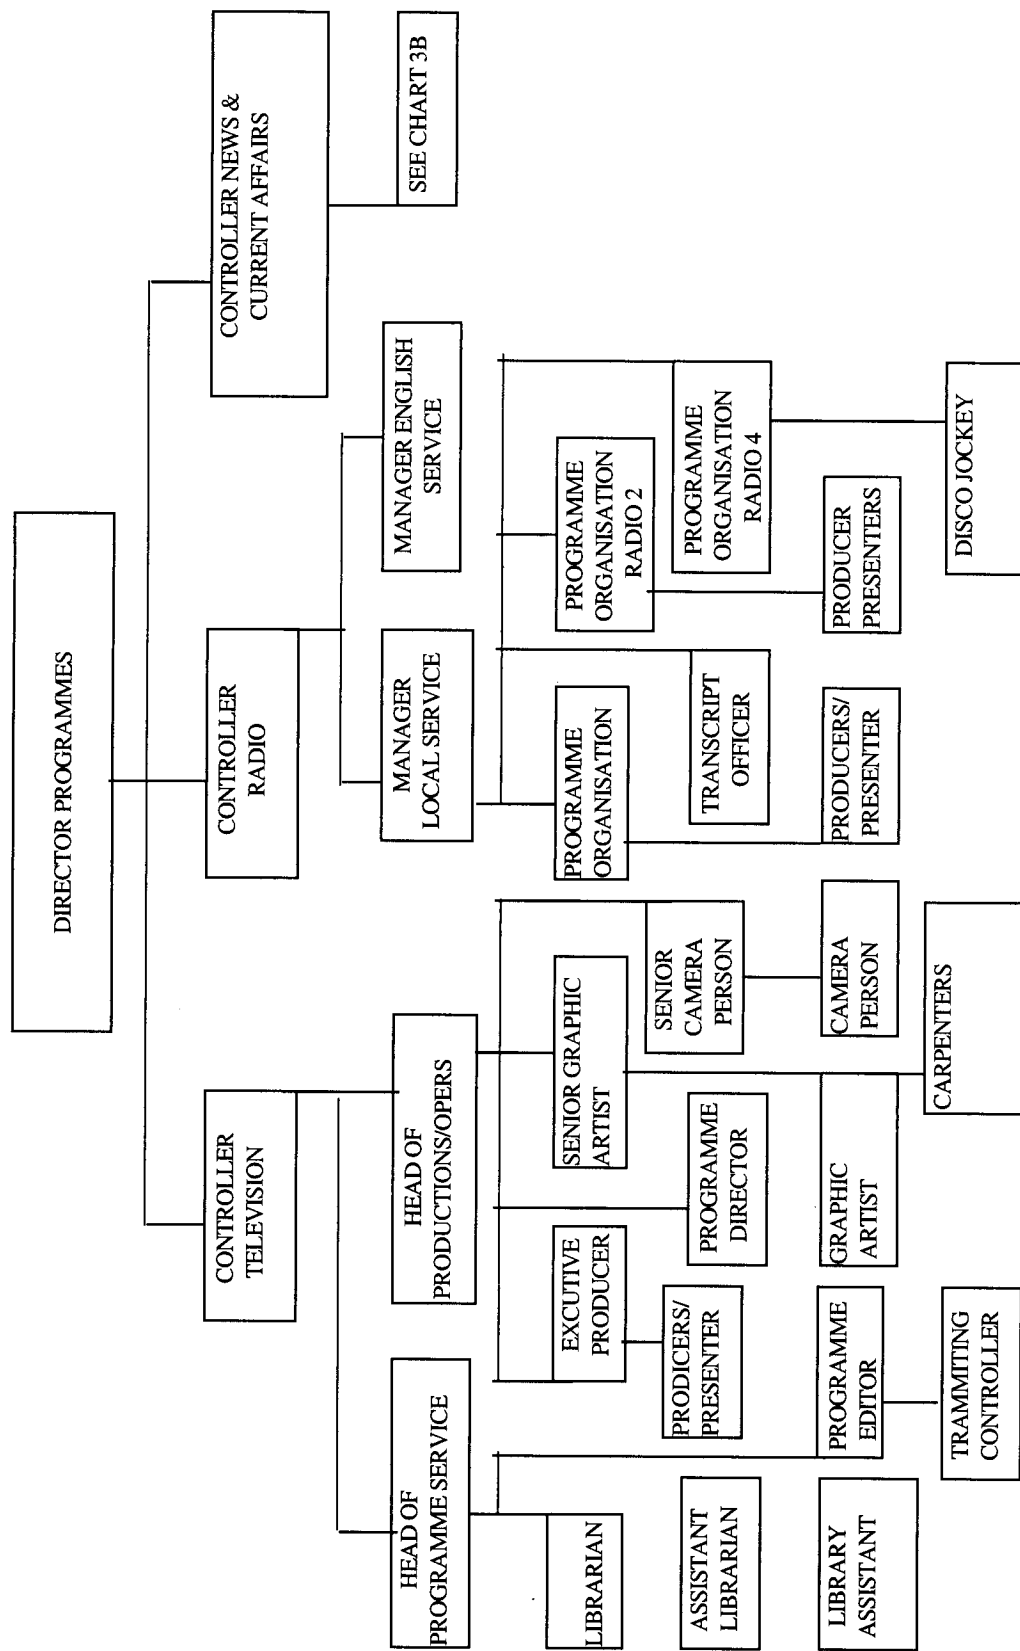 DIRECTOR PROGRAMMES
CONTROLLER
TELEVISION
CONTROLLER
RADIO
CONTROLLER NEWS &
CURRENT AFFAIRS
HEAD OF
PROGRAMME SERVICE
HEAD OF
PRODUCTIONS/OPERS
MANAGER
LOCAL SERVICE
MANAGER ENGLISH
SERVICE
SEE CHART 3B
LIBRARIAN
EXCUTIVE
PRODUCER
SENIOR GRAPHIC
ARTIST
PROGRAMME
ORGANISATION
PROGRAMME
ORGANISATION
RADIO 2
ASSISTANT
LIBRARIAN
PRODICERS/
PRESENTER
PROGRAMME
DIRECTOR
SENIOR
CAMERA
PERSON
TRANSCRIPT
OFFICER
PROGRAMME
ORGANISATION
RADIO 4
LIBRARY
ASSISTANT
PROGRAMME
EDITOR
GRAPHIC
ARTIST
CAMERA
PERSON
PRODUCERS/
PRESENTER
PRODUCER
PRESENTERS
TRAMMITING
CONTROLLER
CARPENTERS
DISCO JOCKEY